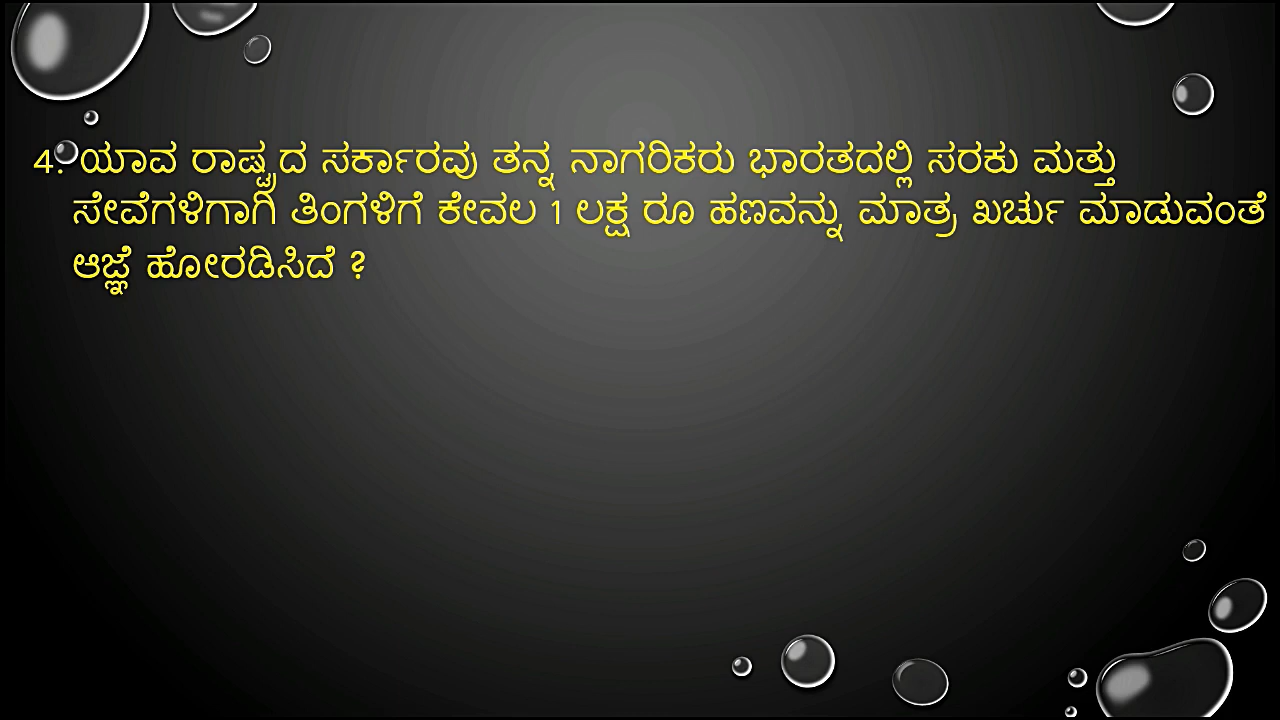 4. ಯಾವ ರಾಷ್ಟ್ರದ ಸರ್ಕಾರವು ತನ್ನ ನಾಗರಿಕರು ಭಾರತದಲ್ಲಿ ಸರಕು ಮತ್ತು
ಸೇವೆಗಳಿಗಾಗಿ ತಿಂಗಳಿಗೆ ಕೇವಲ 1 ಲಕ್ಷ ರೂ ಹಣವನ್ನು ಮಾತ್ರ ಖರ್ಚು ಮಾಡುವಂತೆ
ಆಜ್ಞೆ ಹೋರಡಿಸಿದೆ ?